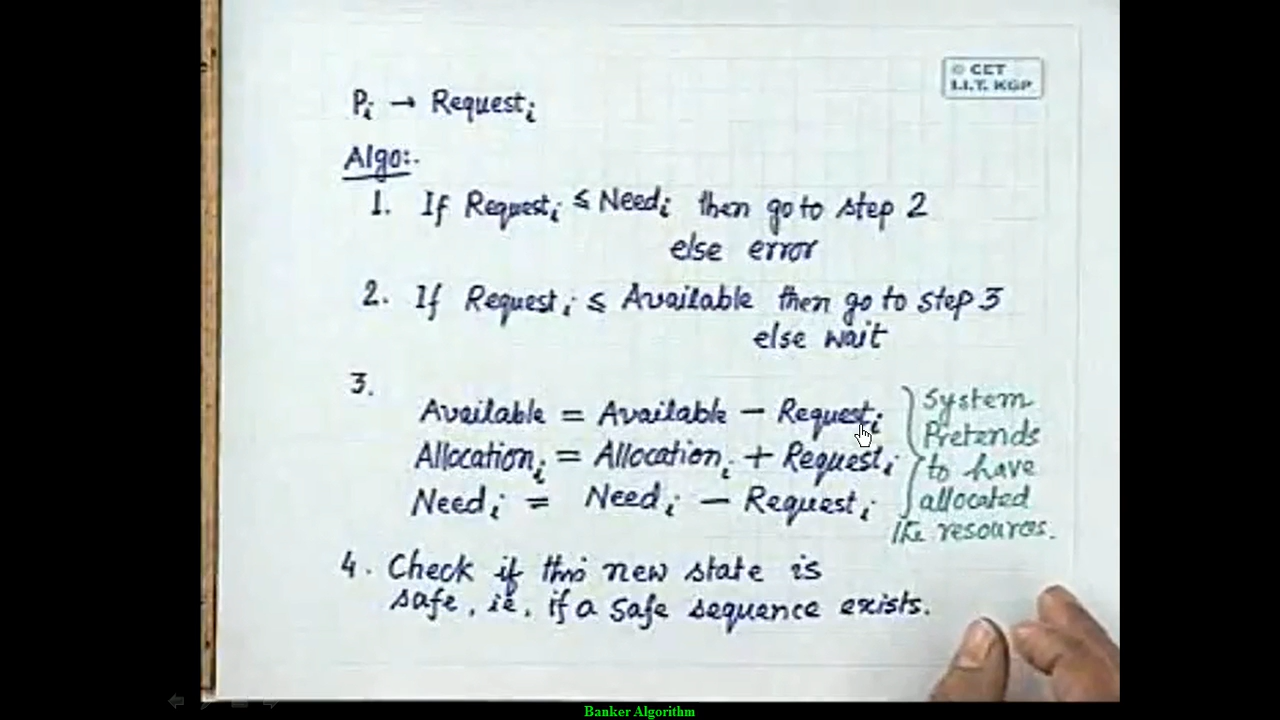 © CET
I.I.T. KGP
Pi → Requesti
Algo:-
1. If Requesti ≤ Needi then go to step 2
else error
2. If Requesti ≤ Available then go to step 3
else wait
3.
Available = Available - Requesti
Allocationi = Allocationi + Requesti
Needi = Needi - Requesti
System
Pretends
to have
allocated
the resources.
4. Check if this new state is
safe, ie, if a safe sequence exists.
Banker Algorithm